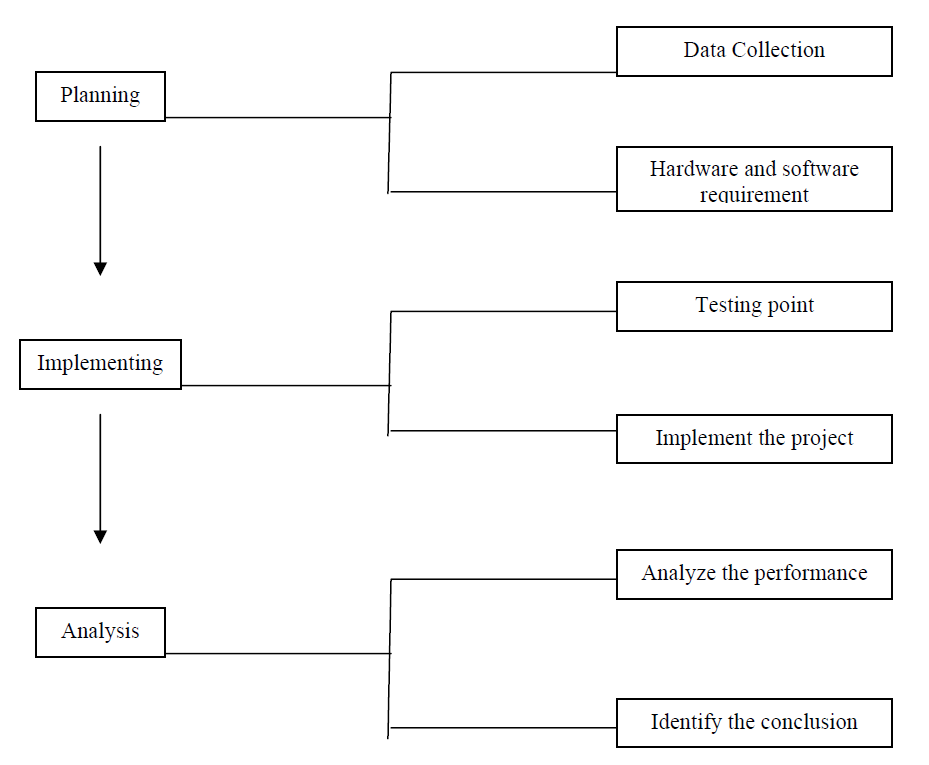 Data Collection
Planning
Hardware and software
requirement
Testing point
Implementing
Implement the project
Analyze the performance
Analysis
Identify the conclusion